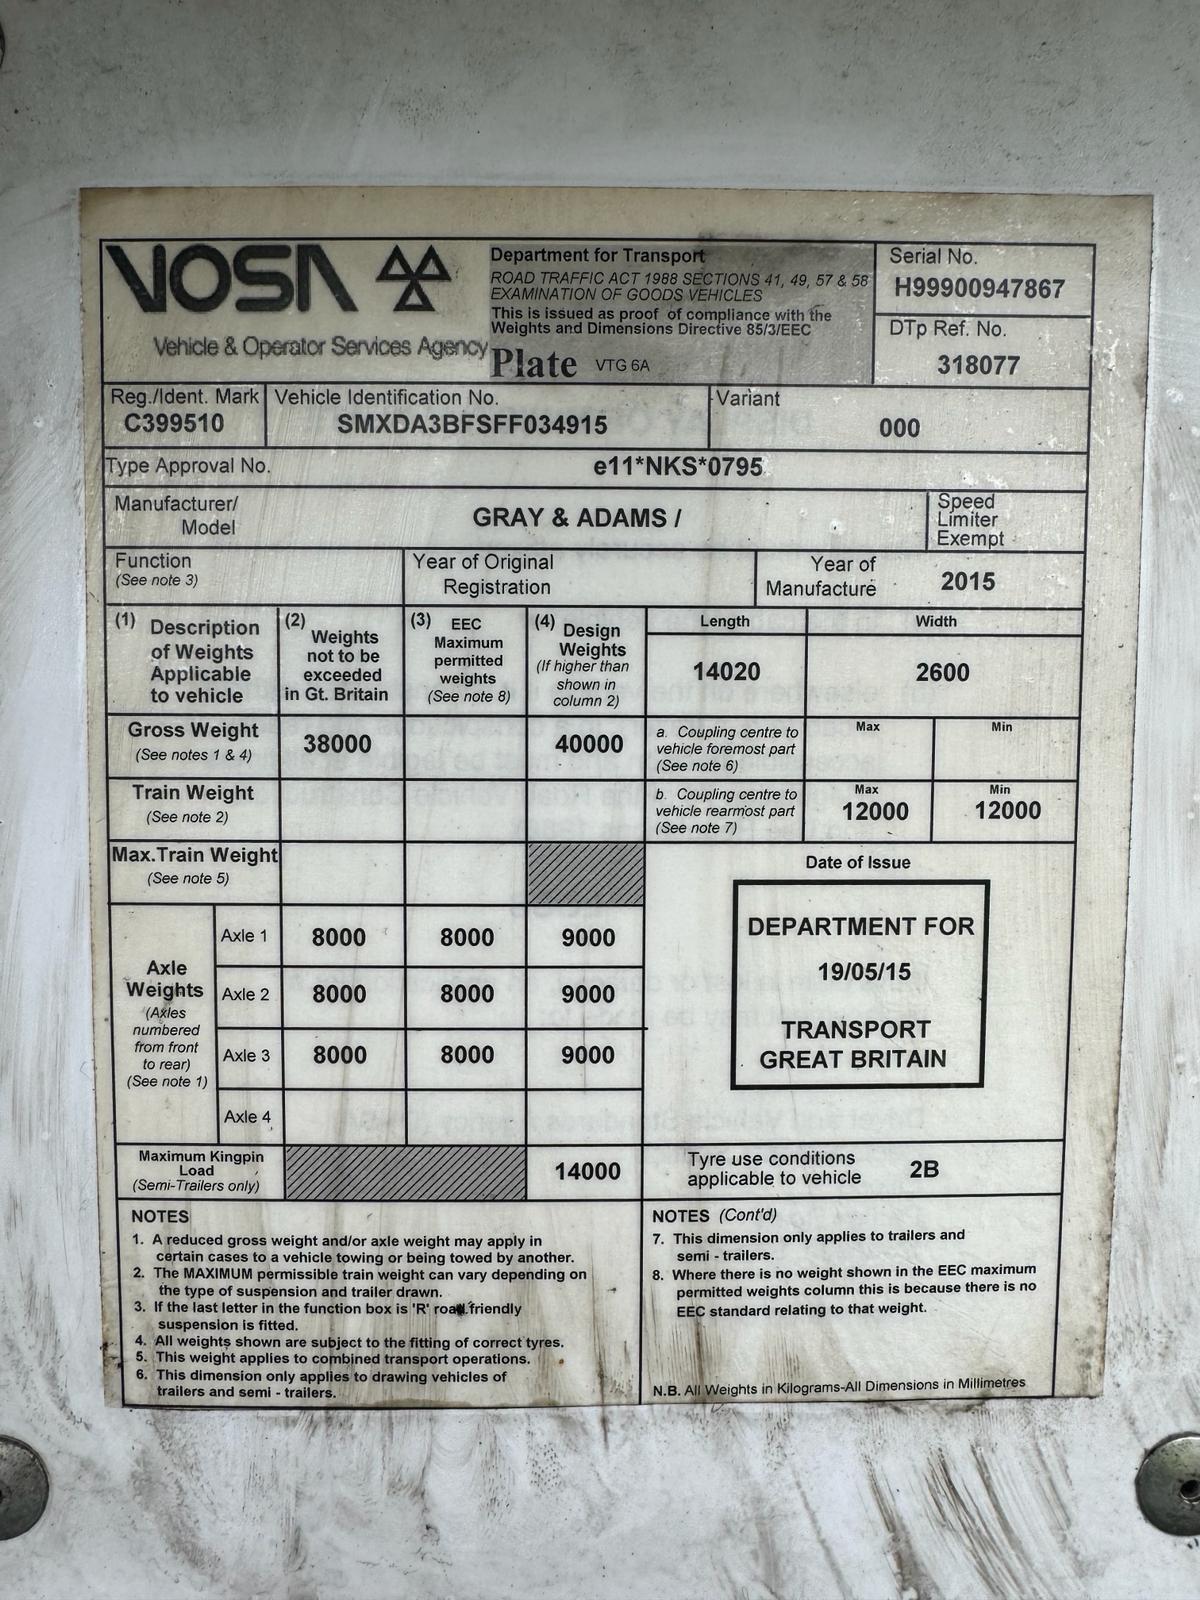 VOSA
Vehicle & Operator Services Agency
Department for Transport
ROAD TRAFFIC ACT 1988 SECTIONS 41, 49, 57 & 58
EXAMINATION OF GOODS VEHICLES
This is issued as proof of compliance with the
Weights and Dimensions Directive 85/3/EEC
Plate VTG 6A
Serial No.
H99900947867
DTp Ref. No.
318077
Reg./Ident. Mark
C399510
Vehicle Identification No.
SMXDA3BFSFF034915
Variant
000
Type Approval No.
e11*NKS*0795
Manufacturer/
Model
GRAY & ADAMS /
Speed
Limiter
Exempt
Function
(See note 3)
Year of Original
Registration
Year of
Manufacture
2015
(1) Description
of Weights
Applicable
to vehicle
(2) Weights
not to be
exceeded
in Gt. Britain
(3) EEC
Maximum
permitted
weights
(See note 8)
(4) Design
Weights
(If higher than
shown in
column 2)
Length
14020
Width
2600
Gross Weight
(See notes 1 & 4)
38000
40000
a. Coupling centre to
vehicle foremost part
(See note 6)
Max
Min
Train Weight
(See note 2)
b. Coupling centre to
vehicle rearmost part
(See note 7)
Max
12000
Min
12000
Max.Train Weight
(See note 5)
Axle
Weights
(Axles
numbered
from front
to rear)
(See note 1)
Axle 1 8000 8000 9000
Axle 2 8000 8000 9000
Axle 3 8000 8000 9000
Axle 4
Date of Issue
DEPARTMENT FOR
19/05/15
TRANSPORT
GREAT BRITAIN
Maximum Kingpin
Load
(Semi-Trailers only)
14000
Tyre use conditions
applicable to vehicle
2B
NOTES
1. A reduced gross weight and/or axle weight may apply in
certain cases to a vehicle towing or being towed by another.
2. The MAXIMUM permissible train weight can vary depending on
the type of suspension and trailer drawn.
3. If the last letter in the function box is 'R' road friendly
suspension is fitted.
4. All weights shown are subject to the fitting of correct tyres.
5. This weight applies to combined transport operations.
6. This dimension only applies to drawing vehicles of
trailers and semi - trailers.
NOTES (Cont'd)
7. This dimension only applies to trailers and
semi - trailers.
8. Where there is no weight shown in the EEC maximum
permitted weights column this is because there is no
EEC standard relating to that weight.
N.B. All Weights in Kilograms-All Dimensions in Millimetres